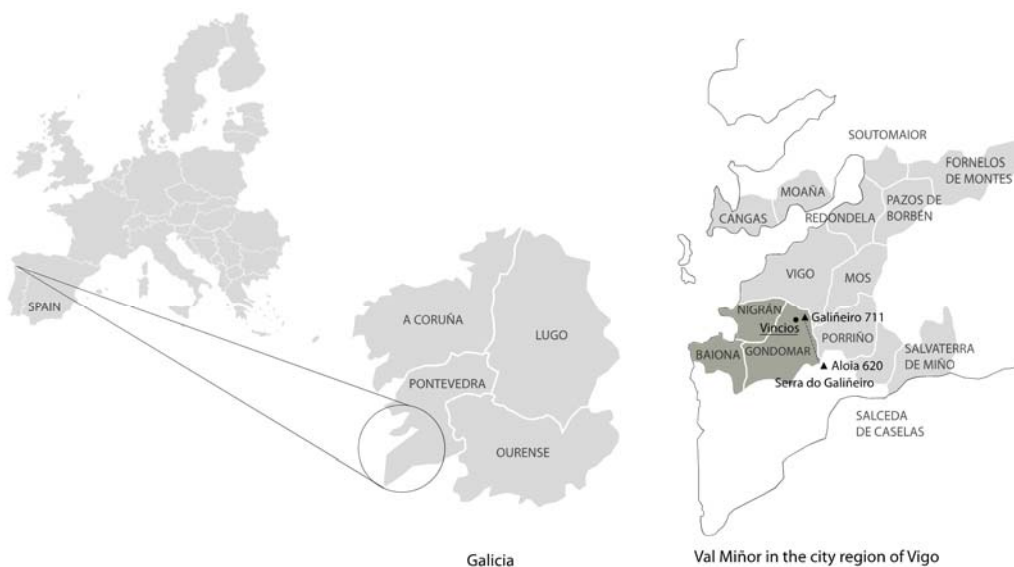 SPAIN
A CORUÑA
LUGO
PONTEVEDRA
OURENSE
Galicia
SOUTOMAIOR
FORNELOS
DE MONTES
MOAÑA
PAZOS DE
BORBÉN
CANGAS
REDONDELA
VIGO
MOS
NIGRÁN
Galiñeiro 711
Vincios
PORRIÑO
BAIONA
GONDOMAR
SALVATERRA
DE MIÑO
Aloia 620
Serra do Galiñeiro
SALCEDA
DE CASELAS
Val Miñor in the city region of Vigo